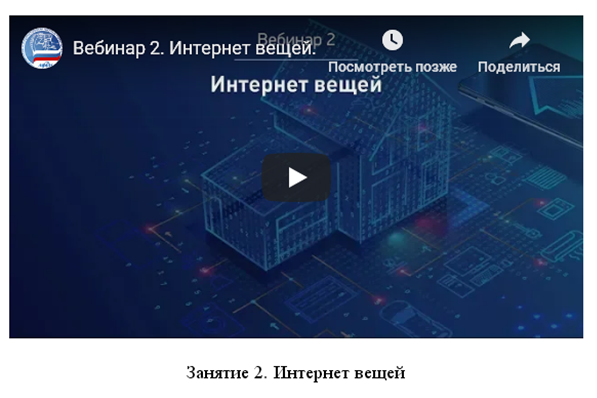 Вебинар 2. Интернет вещей.
Вебинар 2
Посмотреть позже
Поделиться
Интернет вещей
Занятие 2. Интернет вещей